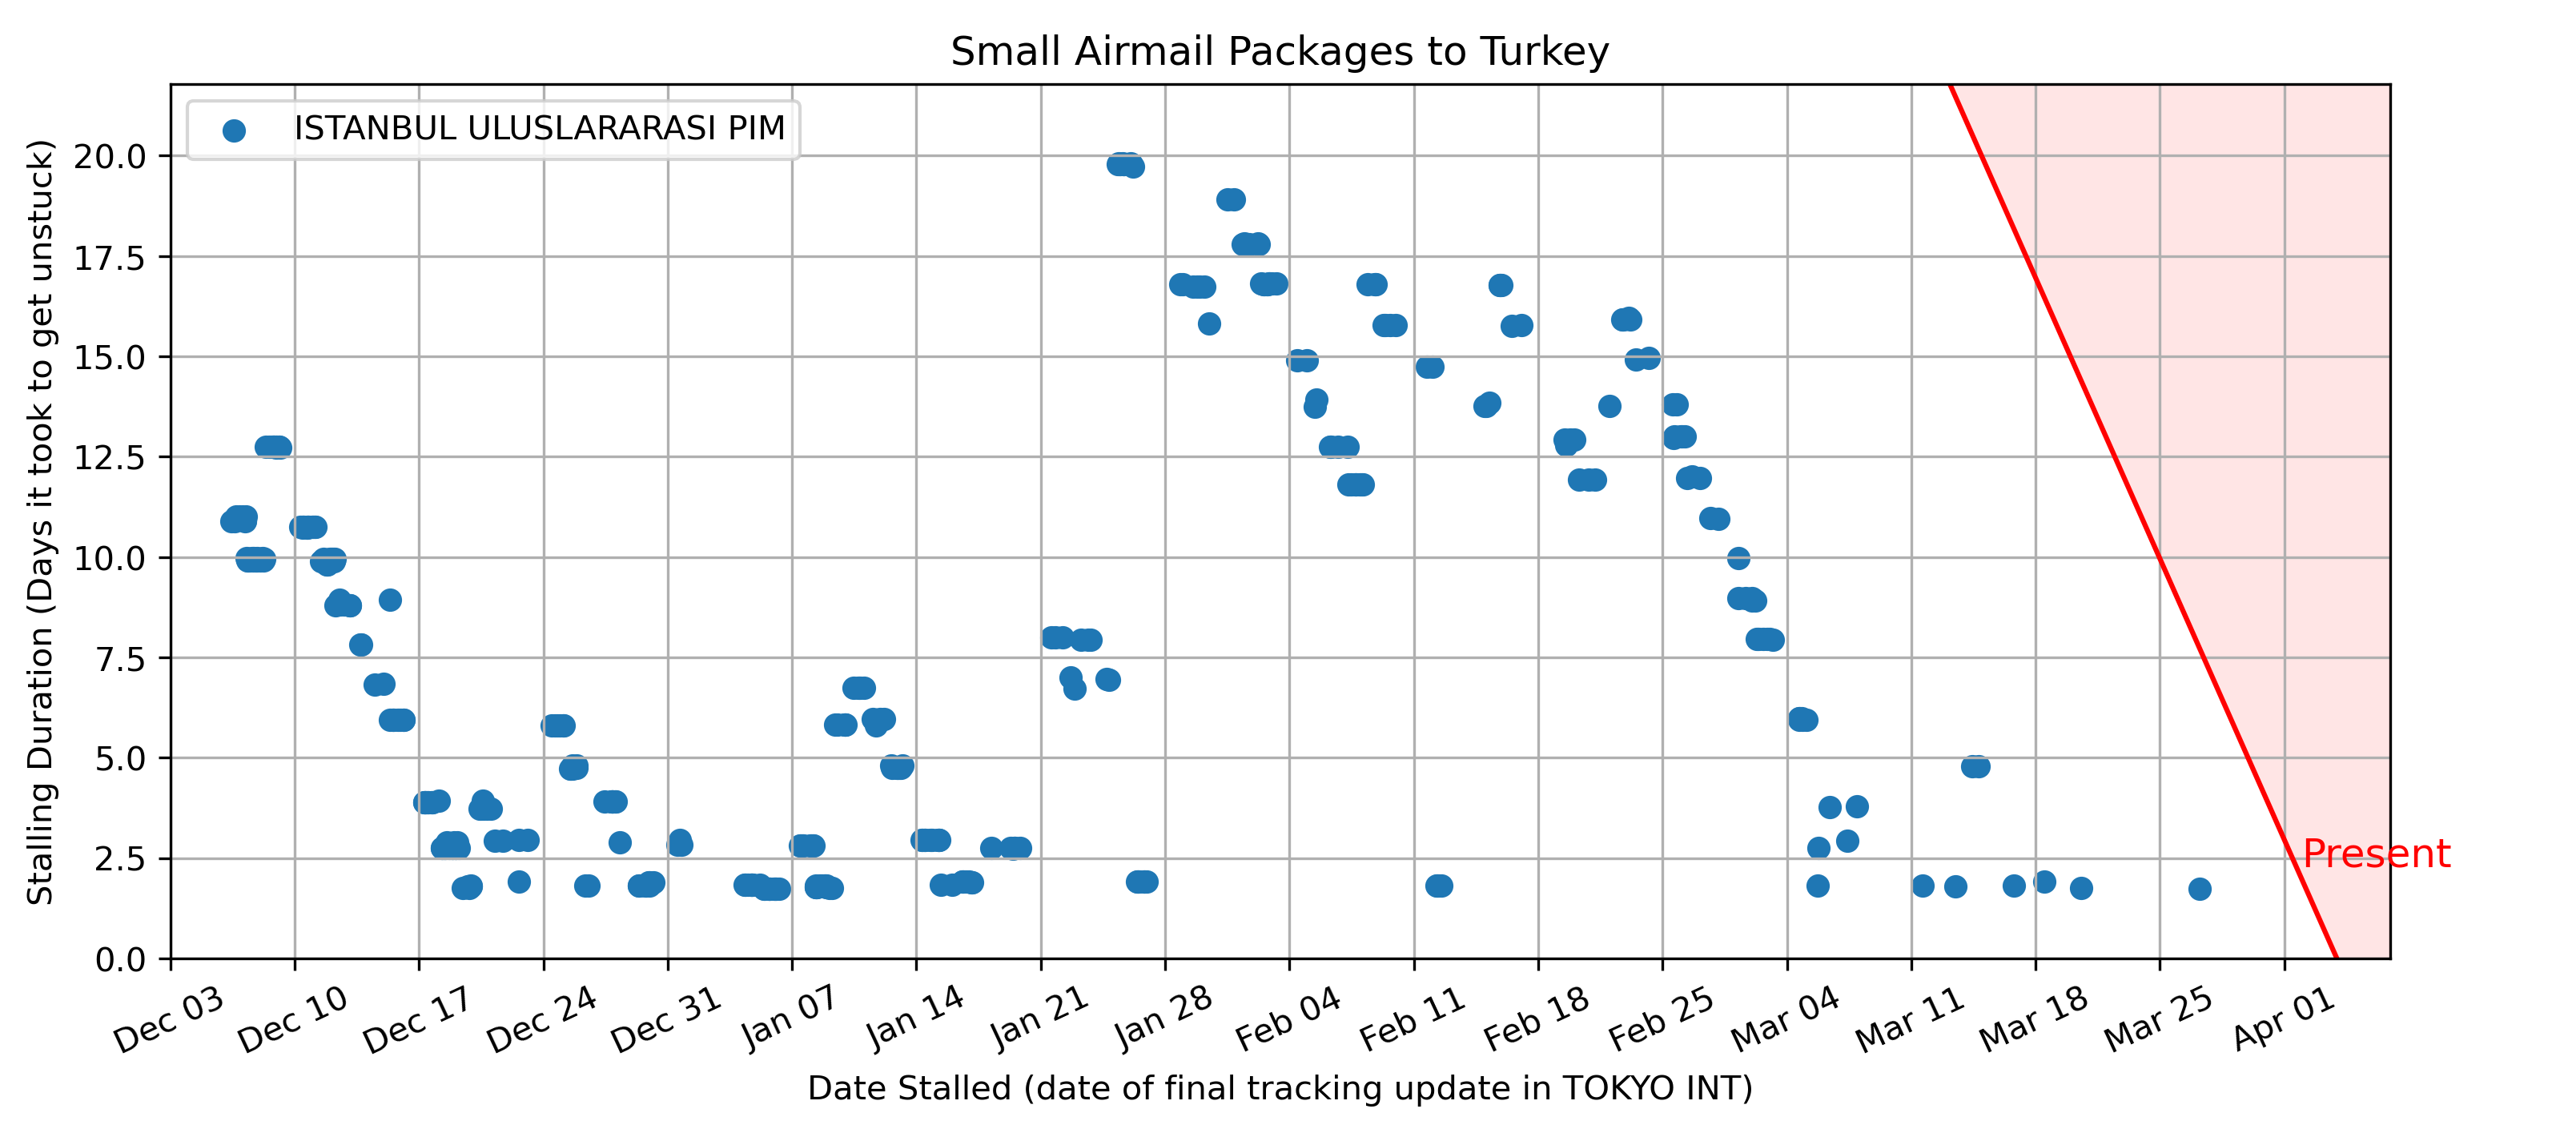 Small Airmail Packages to Turkey
ISTANBUL ULUSLARARASI PIM
Stalling Duration (Days it took to get unstuck)
20.0
17.5
15.0
12.5
10.0
7.5
5.0
2.5
0.0
Present
Dec 03
Dec 10
Dec 17
Dec 24
Dec 31
Jan 07
Jan 14
Jan 21
Jan 28
Feb 04
Feb 11
Feb 18
Feb 25
Mar 04
Mar 11
Mar 18
Mar 25
Apr 01
Date Stalled (date of final tracking update in TOKYO INT)